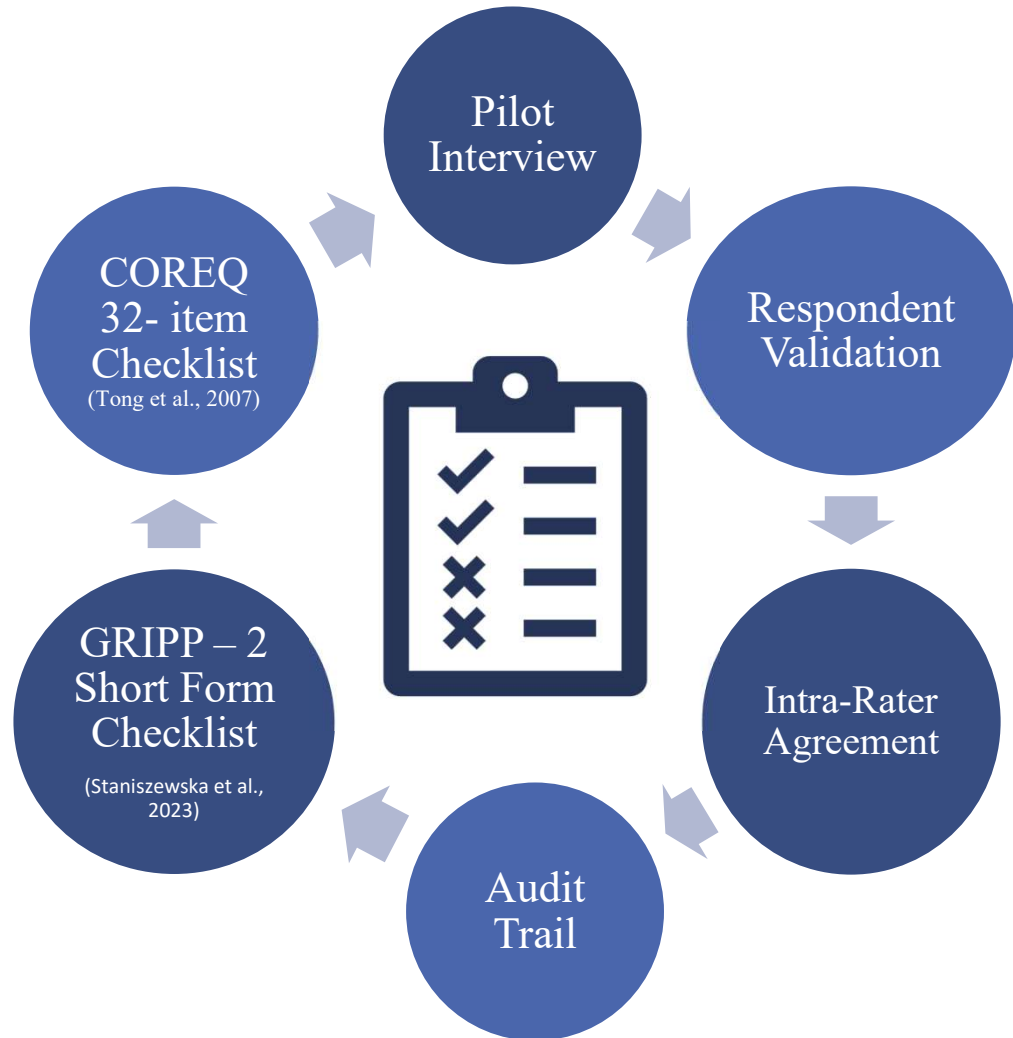 Pilot
Interview
Respondent
Validation
Intra-Rater
Agreement
Audit
Trail
GRIPP – 2
Short Form
Checklist
(Staniszewska et al.,
2023)
COREQ
32- item
Checklist
(Tong et al., 2007)